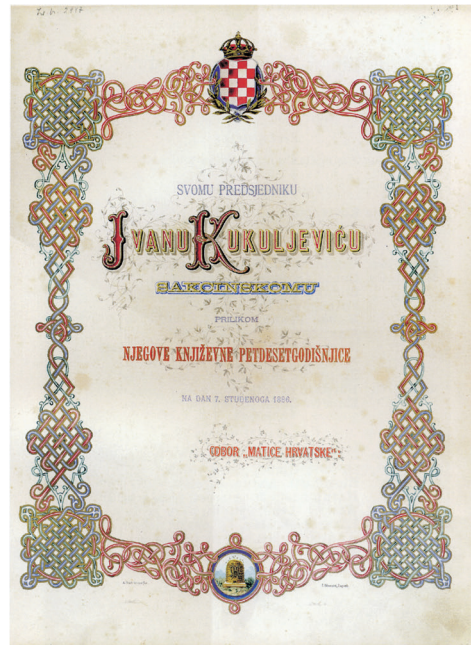 SVOMU PREDSJEDNIKU
IVANU KUKULJEVIĆU
SAKCINSKOMU
PRILIKOM
NJEGOVE KNJIŽEVNE PETDESETGODIŠNJICE
NA DAN 7. STUDENOGA 1886.
ODBOR „MATICE HRVATSKE“.